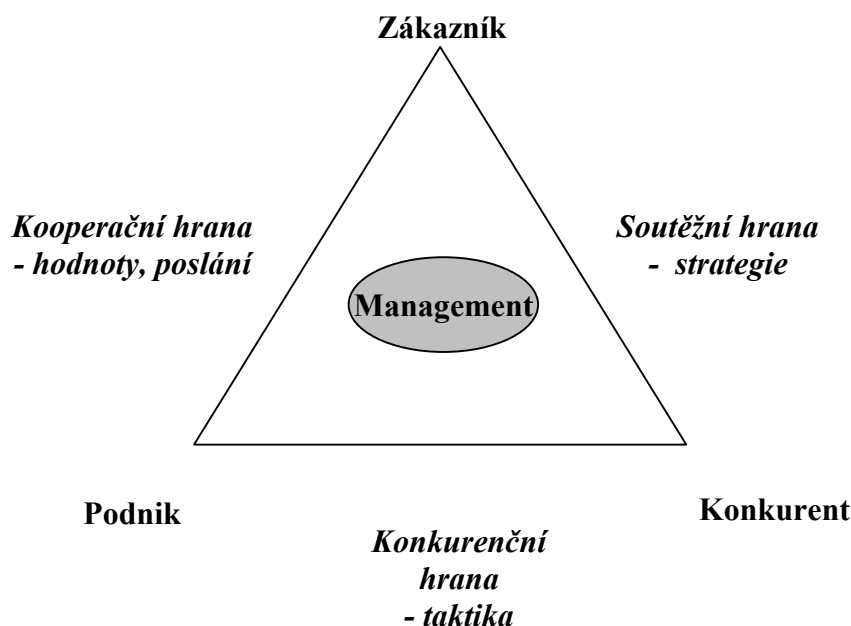 Zákazník
Kooperační hrana
- hodnoty, poslání
Soutěžní hrana
- strategie
Management
Podnik
Konkurent
Konkurenční
hrana
- taktika